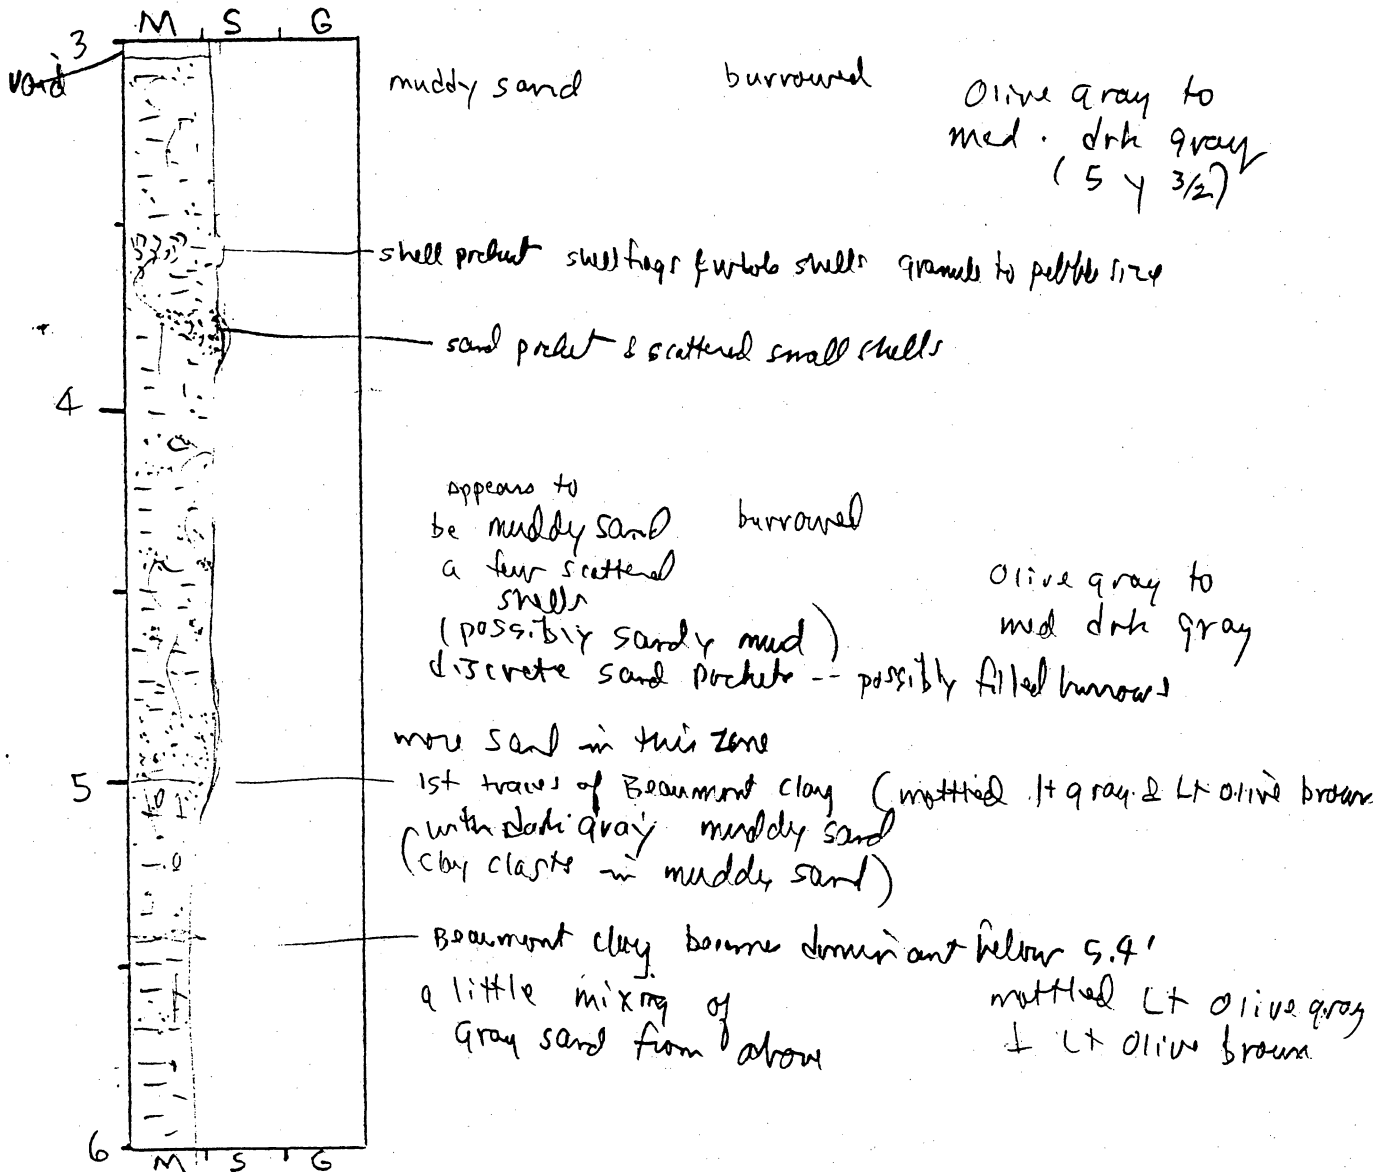 M S G
3
void
muddy sand burrowed Olive gray to
med. drk gray
(5 Y 3/2)
shell pocket shell frags & whole shells granule to pebble size
sand pocket & scattered small shells
4
appears to
be muddy sand burrowed
a few scattered
shells
(possibly sandy mud)
Olive gray to
med drk gray
discrete sand pockets -- possibly filled burrows
more sand in this zone
5
1st traces of Beaumont Clay (mottled lt gray & Lt olive brown
with dark gray muddy sand
(clay clasts in muddy sand)
Beaumont clay becomes dominant below 5.4'
a little mixing of
gray sand from above
mottled Lt olive gray
& Lt olive brown
6
M S G